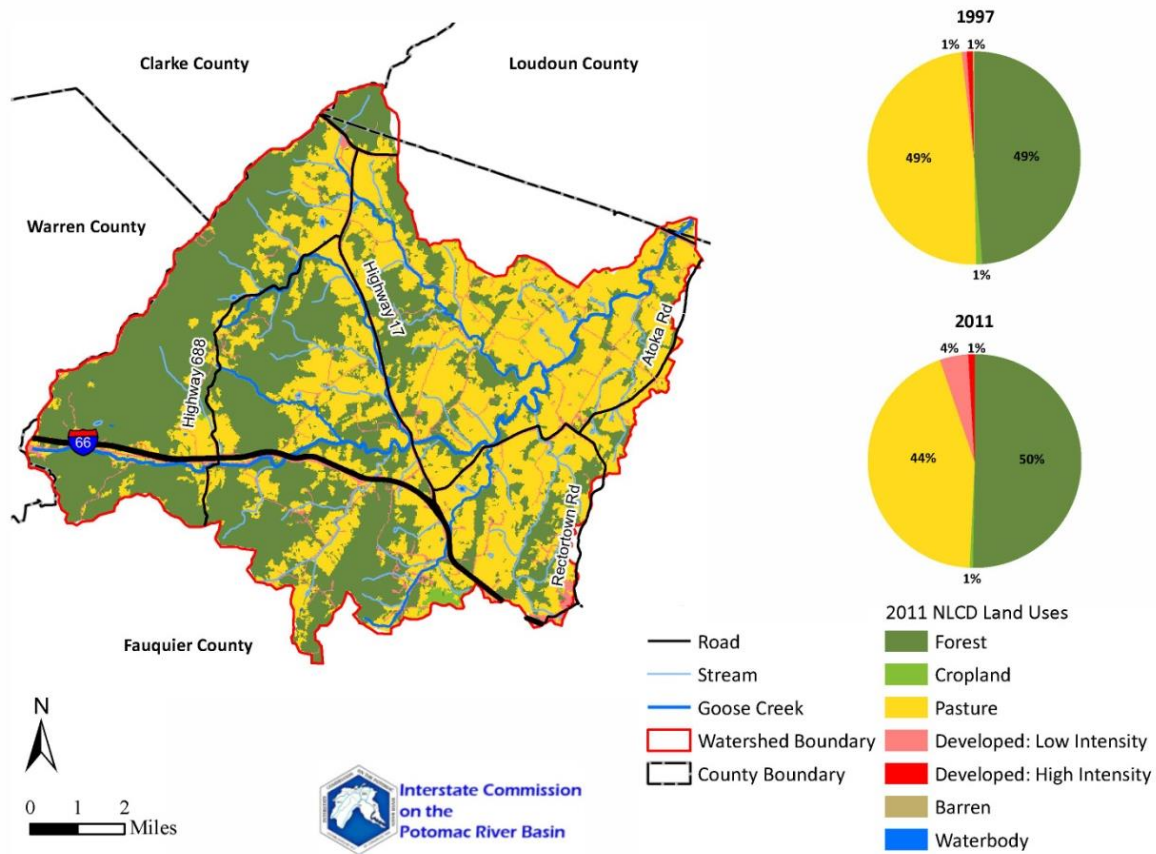 Clarke County
Loudoun County
Warren County
Highway 17
Highway 688
Atoka Rd
66
Rectortown Rd
Fauquier County
N
0 1 2
Miles
Interstate Commission
on the
Potomac River Basin
1997
1% 1%
49% 49%
1%
2011
4% 1%
44% 50%
1%
Road
Stream
Goose Creek
Watershed Boundary
County Boundary
2011 NLCD Land Uses
Forest
Cropland
Pasture
Developed: Low Intensity
Developed: High Intensity
Barren
Waterbody